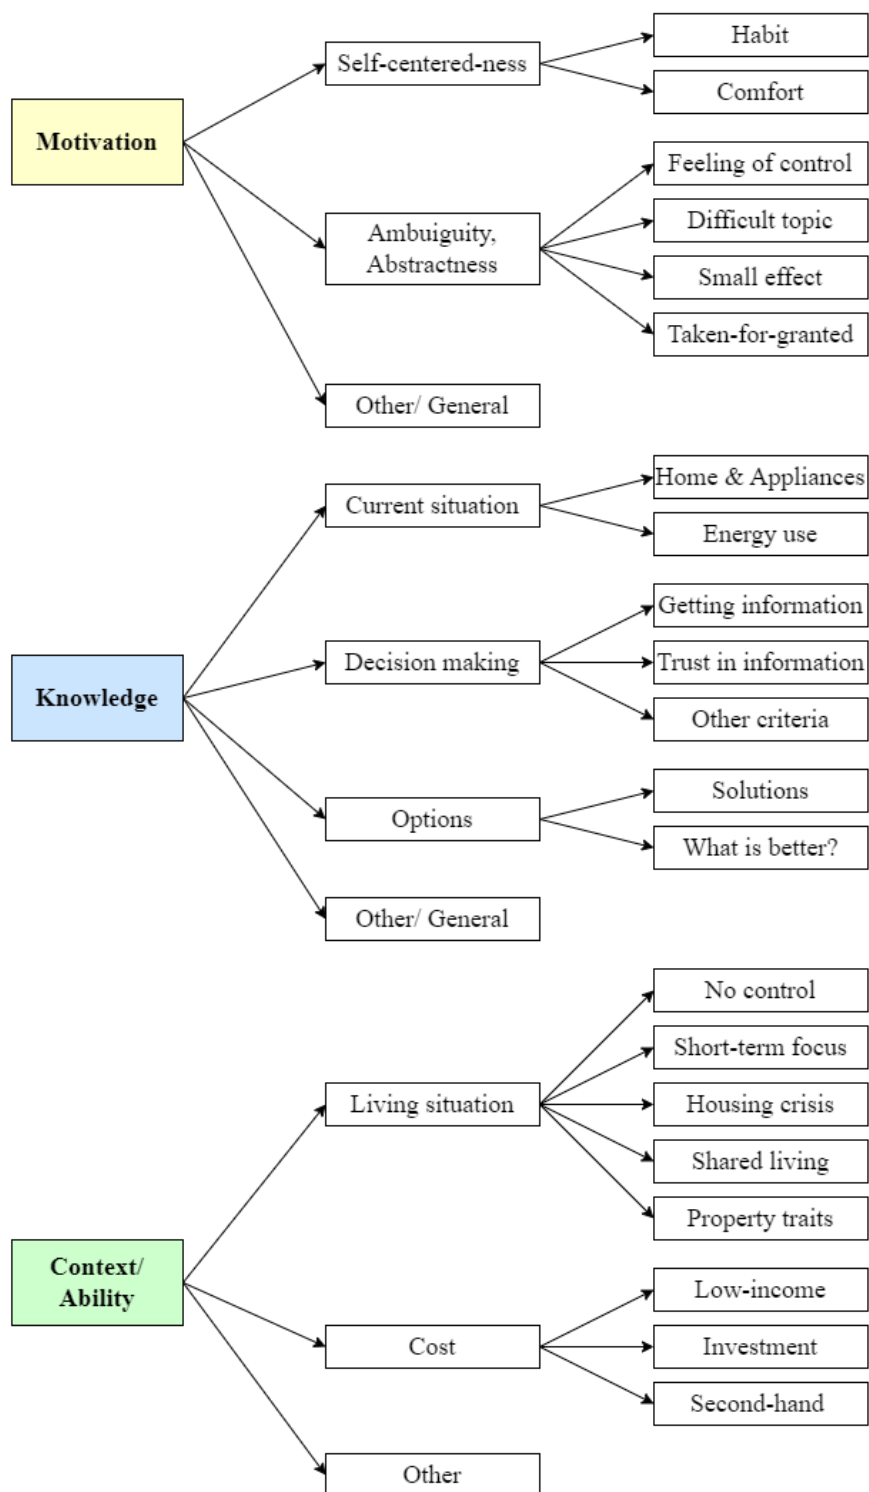 Motivation
Self-centered-ness
Habit
Comfort
Ambuiguity,
Abstractness
Feeling of control
Difficult topic
Small effect
Taken-for-granted
Other/ General
Knowledge
Current situation
Home & Appliances
Energy use
Decision making
Getting information
Trust in information
Other criteria
Options
Solutions
What is better?
Other/ General
Context/
Ability
Living situation
No control
Short-term focus
Housing crisis
Shared living
Property traits
Cost
Low-income
Investment
Second-hand
Other